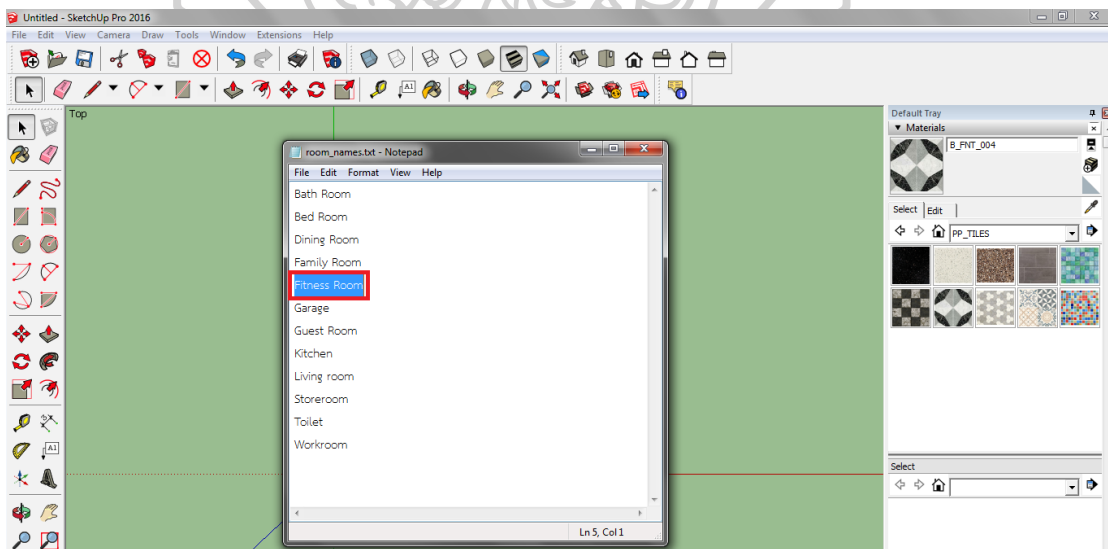 Untitled - SketchUp Pro 2016
File Edit View Camera Draw Tools Window Extensions Help
A1
Top
Default Tray
Materials
B_FNT_004
Select Edit
PP_TILES
room_names.txt - Notepad
File Edit Format View Help
Bath Room
Bed Room
Dining Room
Family Room
Fitness Room
Garage
Guest Room
Kitchen
Living room
Storeroom
Toilet
Workroom
Ln 5, Col 1
A1
Select